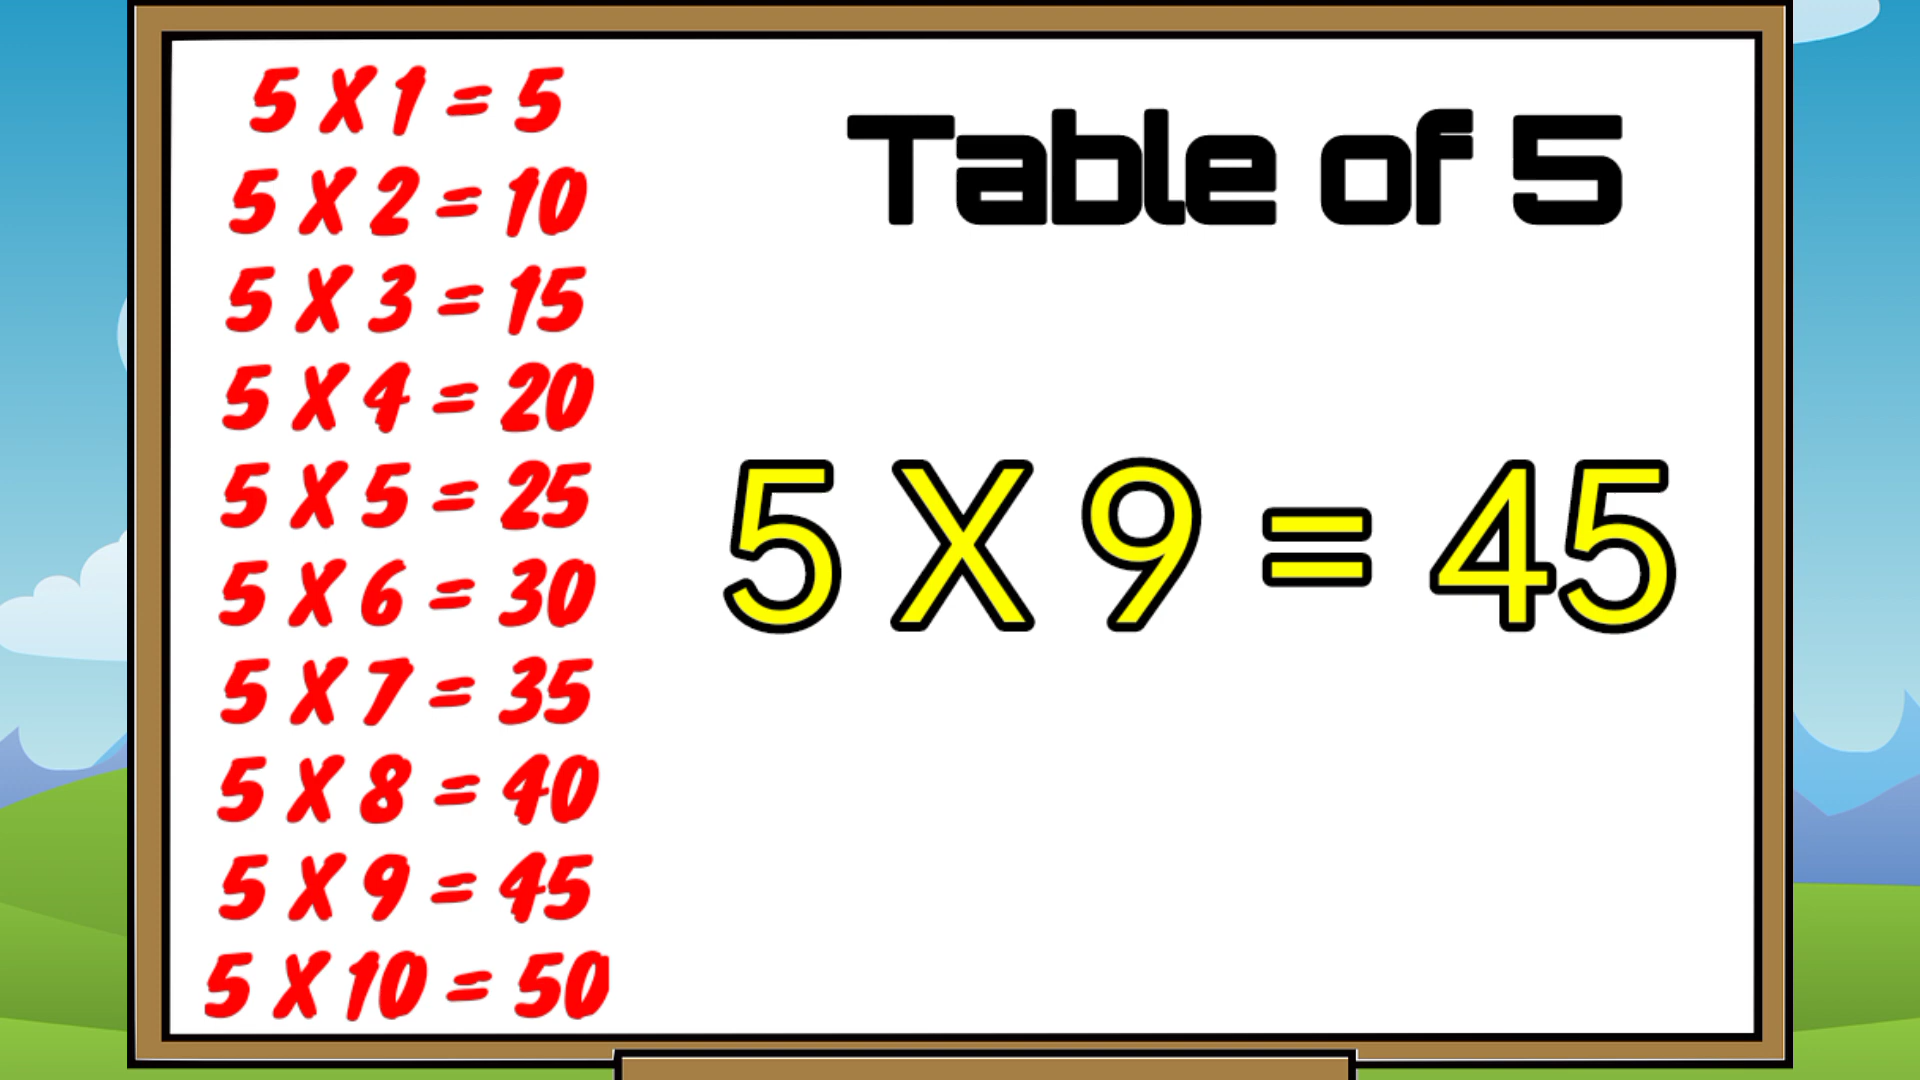 5 X 1 = 5
5 X 2 = 10
5 X 3 = 15
5 X 4 = 20
5 X 5 = 25
5 X 6 = 30
5 X 7 = 35
5 X 8 = 40
5 X 9 = 45
5 X 10 = 50
Table of 5
5 X 9 = 45